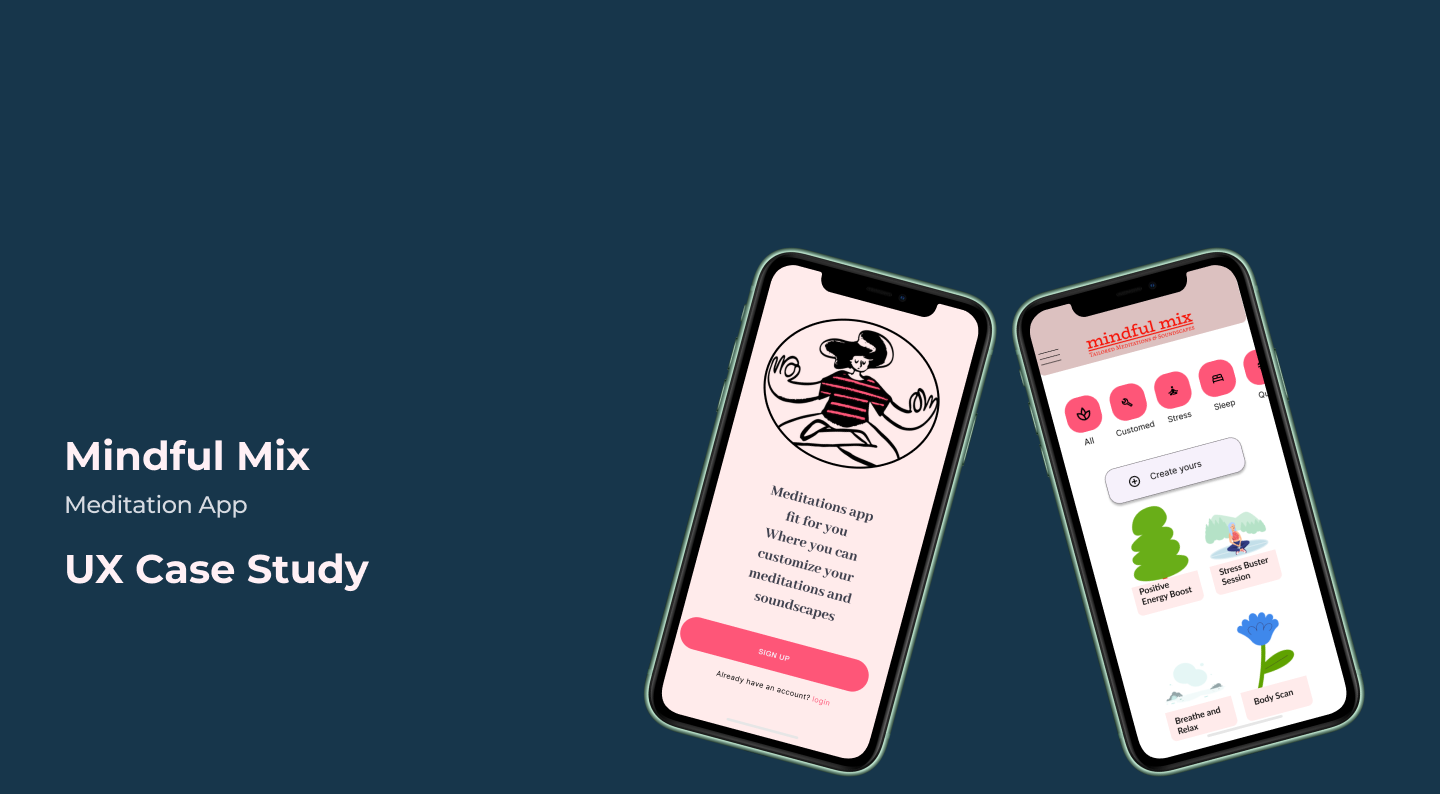 Mindful Mix
Meditation App
UX Case Study
Meditations app
fit for you
Where you can
customize your
meditations and
soundscapes
SIGN UP
Already have an account? login
mindful mix
TAILORED MEDITATIONS & SOUNDSCAPES
All
Customed
Stress
Sleep
Qu
Create yours
Positive
Energy Boost
Stress Buster
Session
Breathe and
Relax
Body Scan